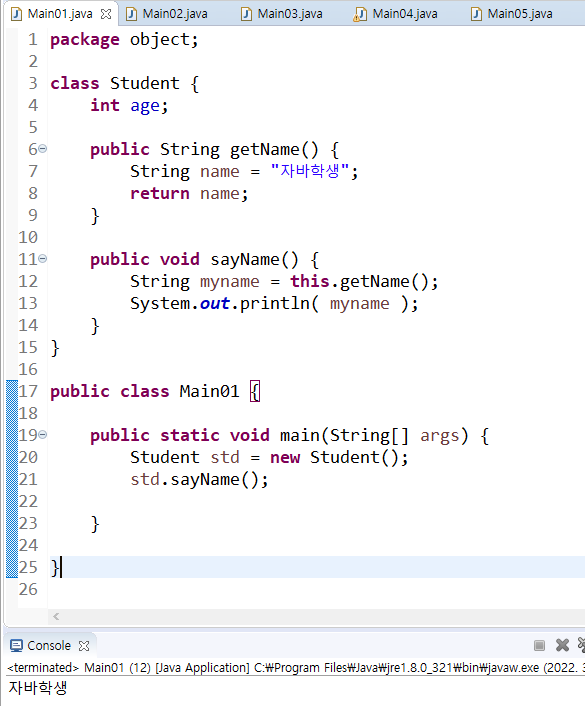 Main01.java Main02.java Main03.java Main04.java Main05.java
1 package object;
2
3 class Student {
4     int age;
5
6     public String getName() {
7         String name = "자바학생";
8         return name;
9     }
10
11     public void sayName() {
12         String myname = this.getName();
13         System.out.println( myname );
14     }
15 }
16
17 public class Main01 {
18
19     public static void main(String[] args) {
20         Student std = new Student();
21         std.sayName();
22
23     }
24
25 }
26
Console
<terminated> Main01 (12) [Java Application] C:₩Program Files₩Java₩jre1.8.0_321₩bin₩javaw.exe (2022. 3
자바학생